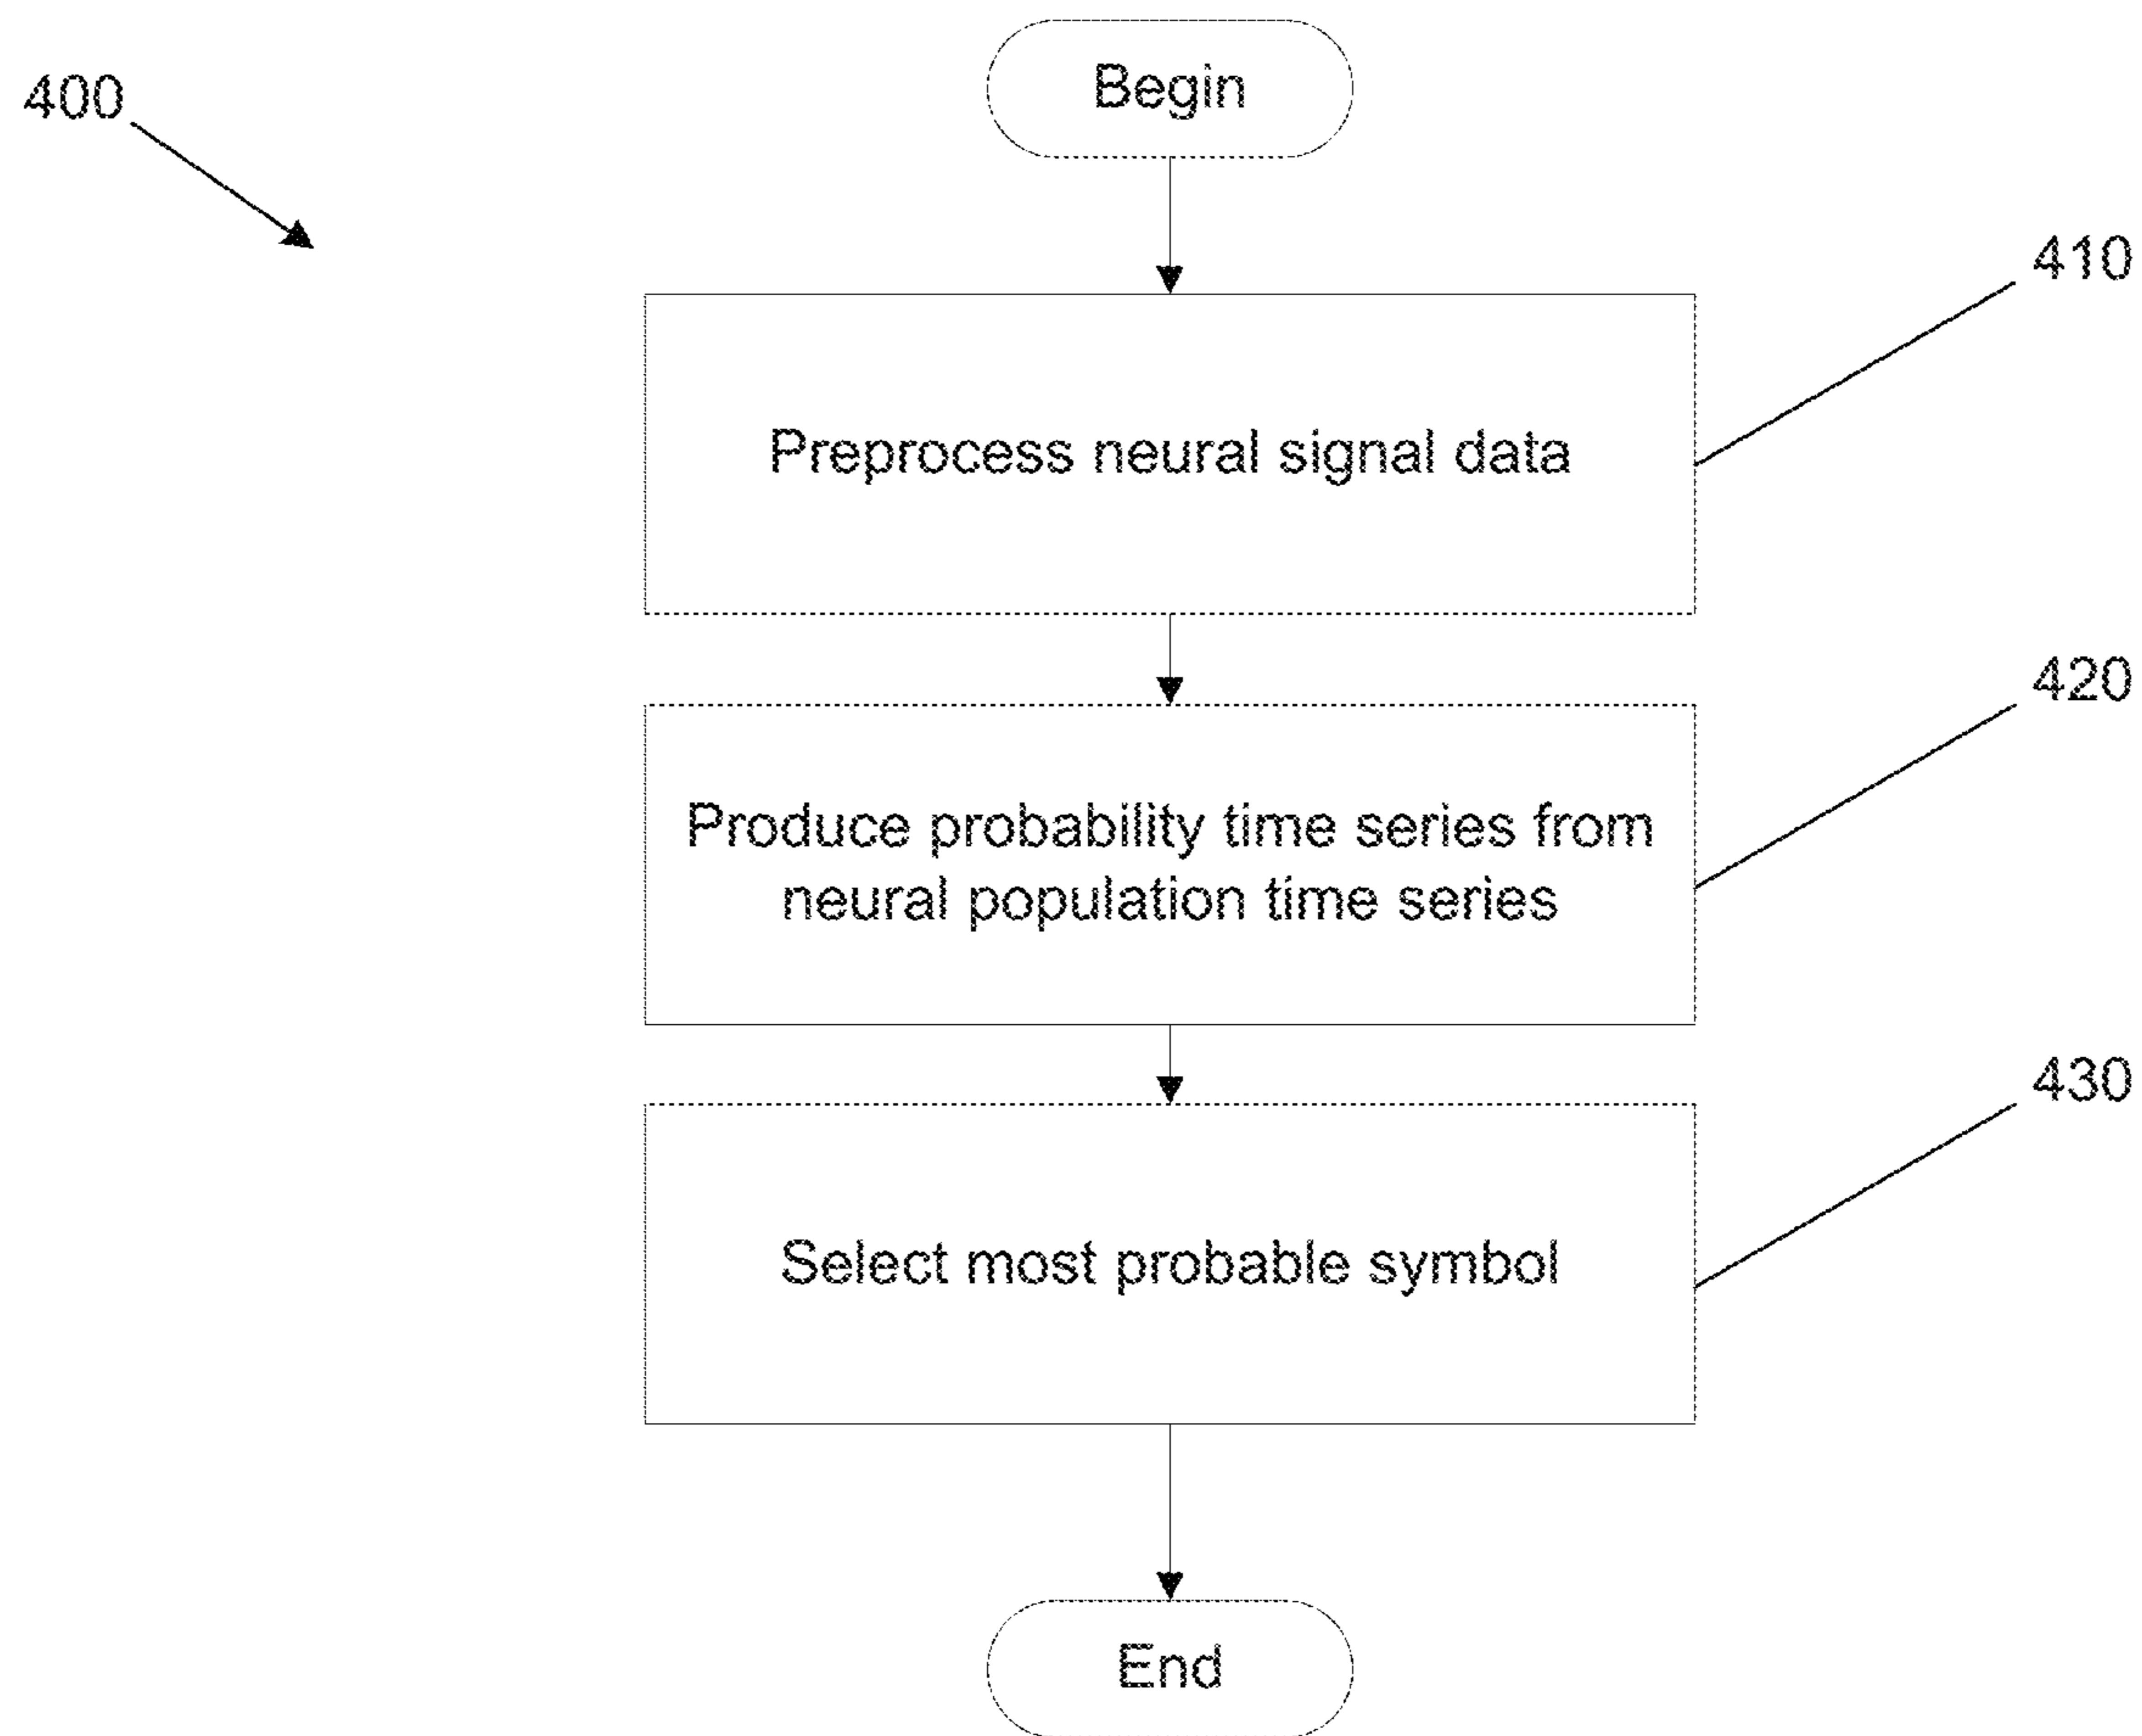 Begin
400
410
Preprocess neural signal data
420
Produce probability time series from
neural population time series
430
Select most probable symbol
End